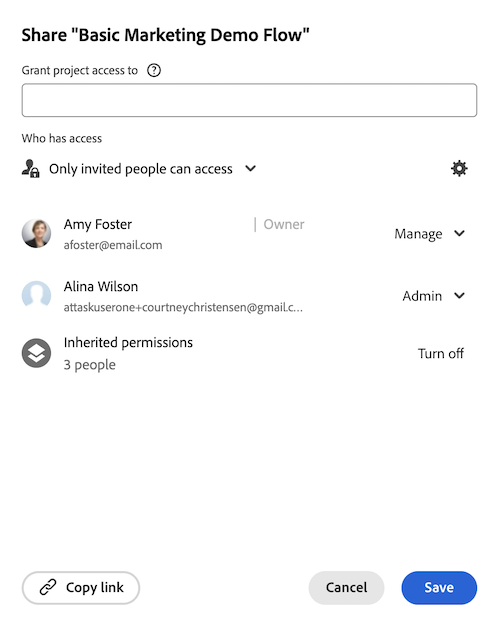 Share "Basic Marketing Demo Flow"
Grant project access to ?
Who has access
Only invited people can access
Amy Foster | Owner
afoster@email.com
Manage
Alina Wilson
attaskuserone+courtneychristensen@gmail.c...
Admin
Inherited permissions
3 people
Turn off
Copy link Cancel Save